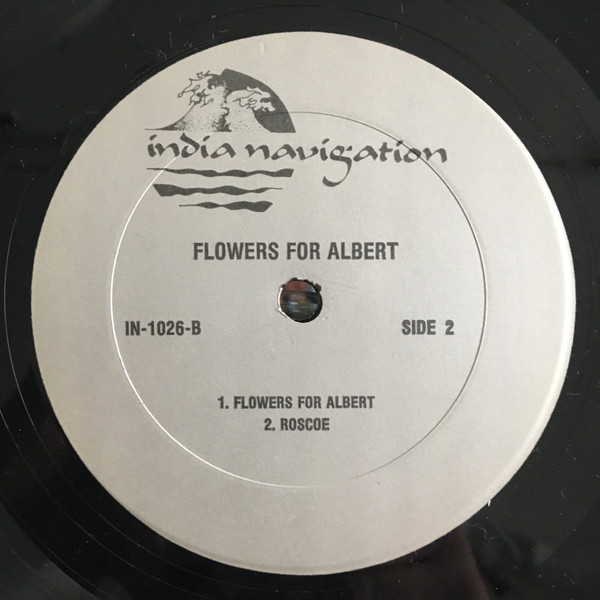 india navigation
FLOWERS FOR ALBERT
IN-1026-B SIDE 2
1. FLOWERS FOR ALBERT
2. ROSCOE